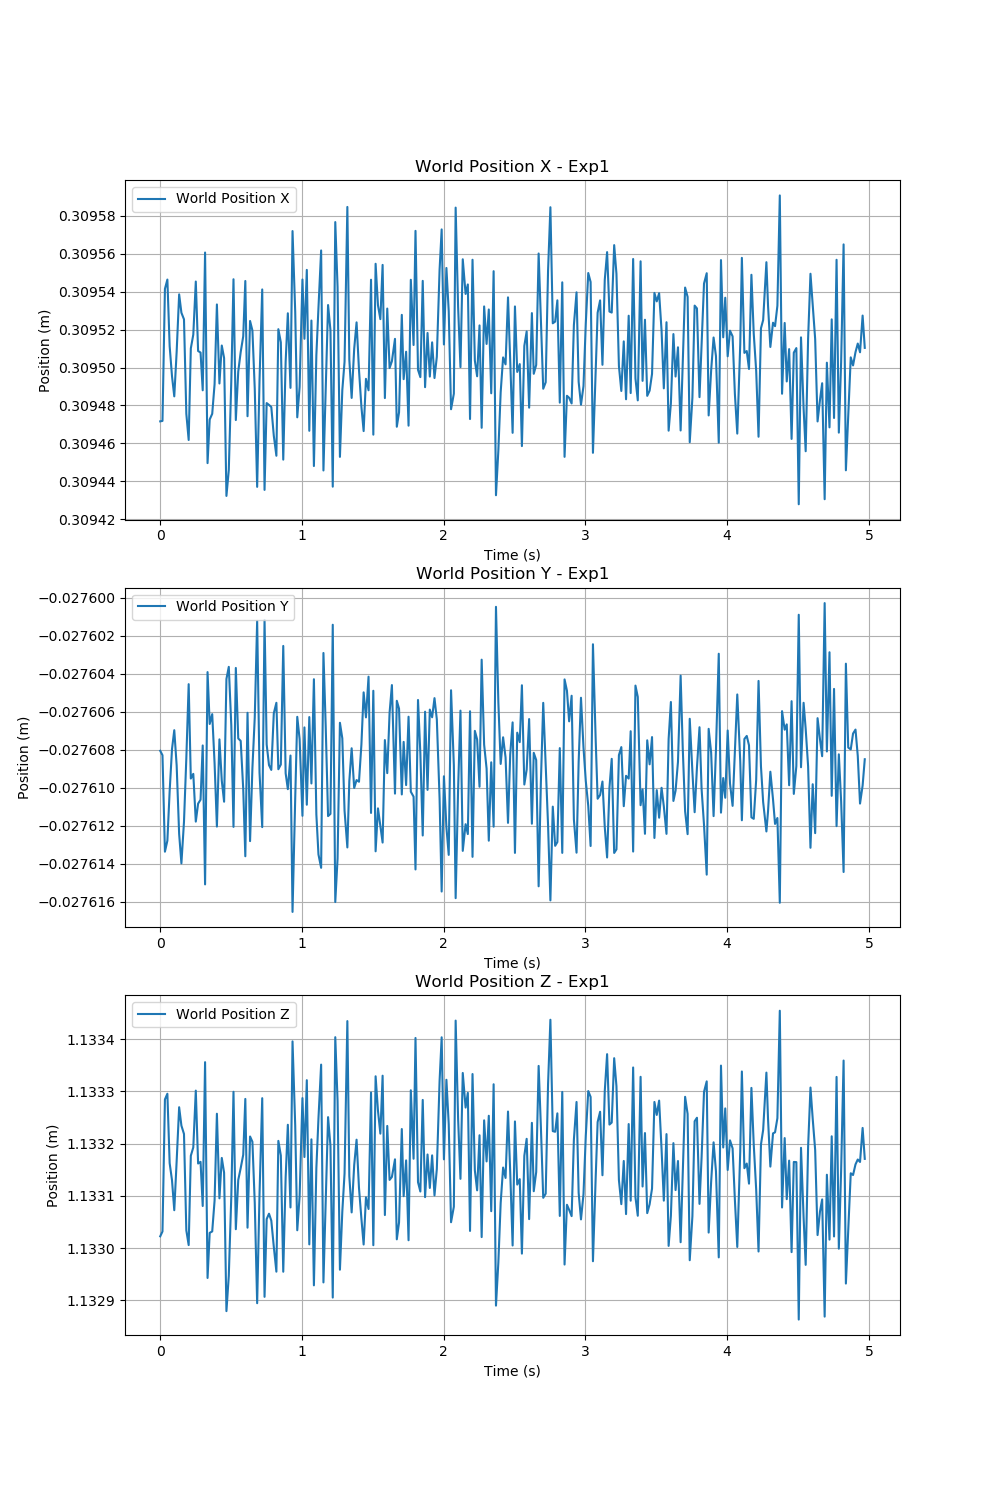 World Position X - Exp1
World Position X
Position (m)
0.30958
0.30956
0.30954
0.30952
0.30950
0.30948
0.30946
0.30944
0.30942
0 1 2 3 4 5
Time (s)
World Position Y - Exp1
World Position Y
Position (m)
−0.027600
−0.027602
−0.027604
−0.027606
−0.027608
−0.027610
−0.027612
−0.027614
−0.027616
0 1 2 3 4 5
Time (s)
World Position Z - Exp1
World Position Z
Position (m)
1.1334
1.1333
1.1332
1.1331
1.1330
1.1329
0 1 2 3 4 5
Time (s)